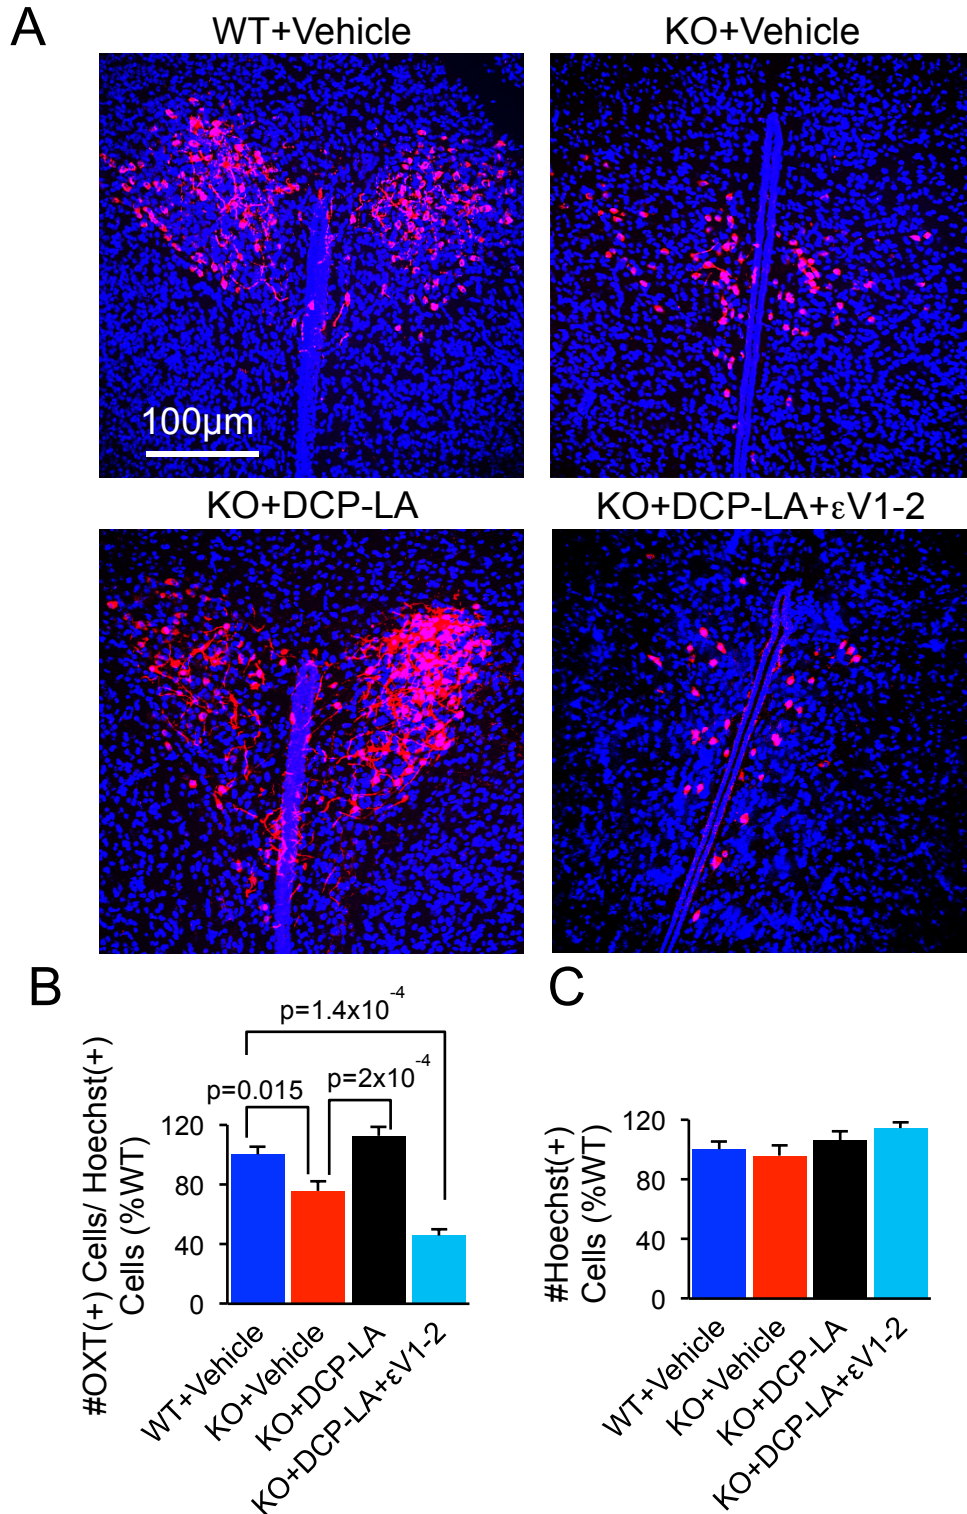 A
WT+Vehicle
KO+Vehicle
100µm
KO+DCP-LA
KO+DCP-LA+εV1-2
B
#OXT(+) Cells/ Hoechst(+)
Cells (%WT)
p=1.4x10-4
p=0.015
p=2x10-4
120
80
40
0
WT+Vehicle
KO+Vehicle
KO+DCP-LA
KO+DCP-LA+εV1-2
C
#Hoechst(+)
Cells (%WT)
120
80
40
0
WT+Vehicle
KO+Vehicle
KO+DCP-LA
KO+DCP-LA+εV1-2